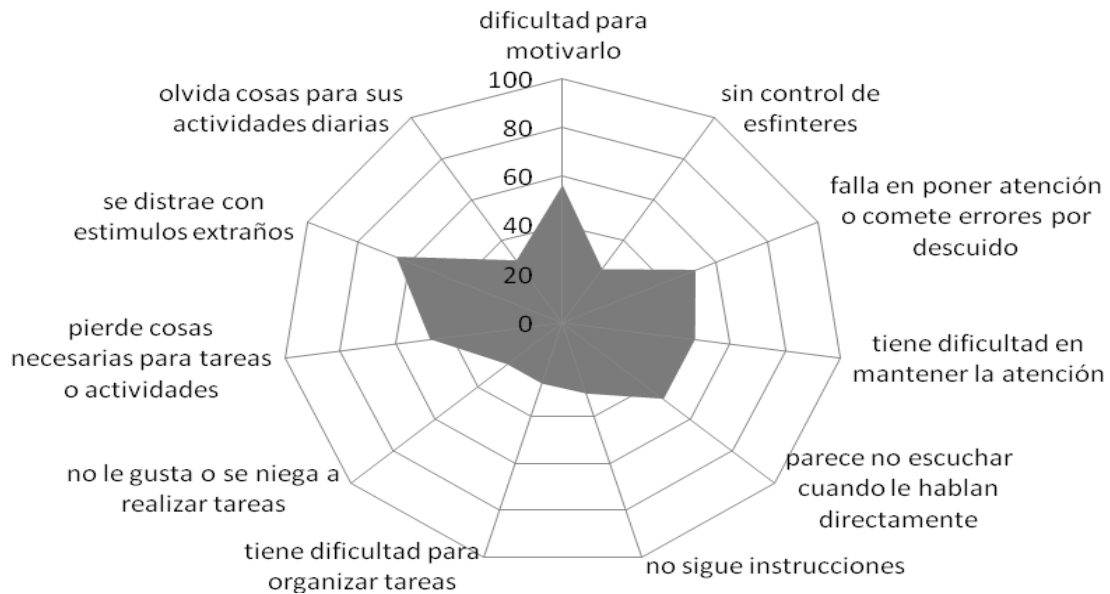 dificultad para
motivarlo
sin control de
esfinteres
falla en poner atención
o comete errores por
descuido
tiene dificultad en
mantener la atención
parece no escuchar
cuando le hablan
directamente
no sigue instrucciones
tiene dificultad para
organizar tareas
no le gusta o se niega a
realizar tareas
pierde cosas
necesarias para tareas
o actividades
se distrae con
estimulos extraños
olvida cosas para sus
actividades diarias
100
80
60
40
20
0